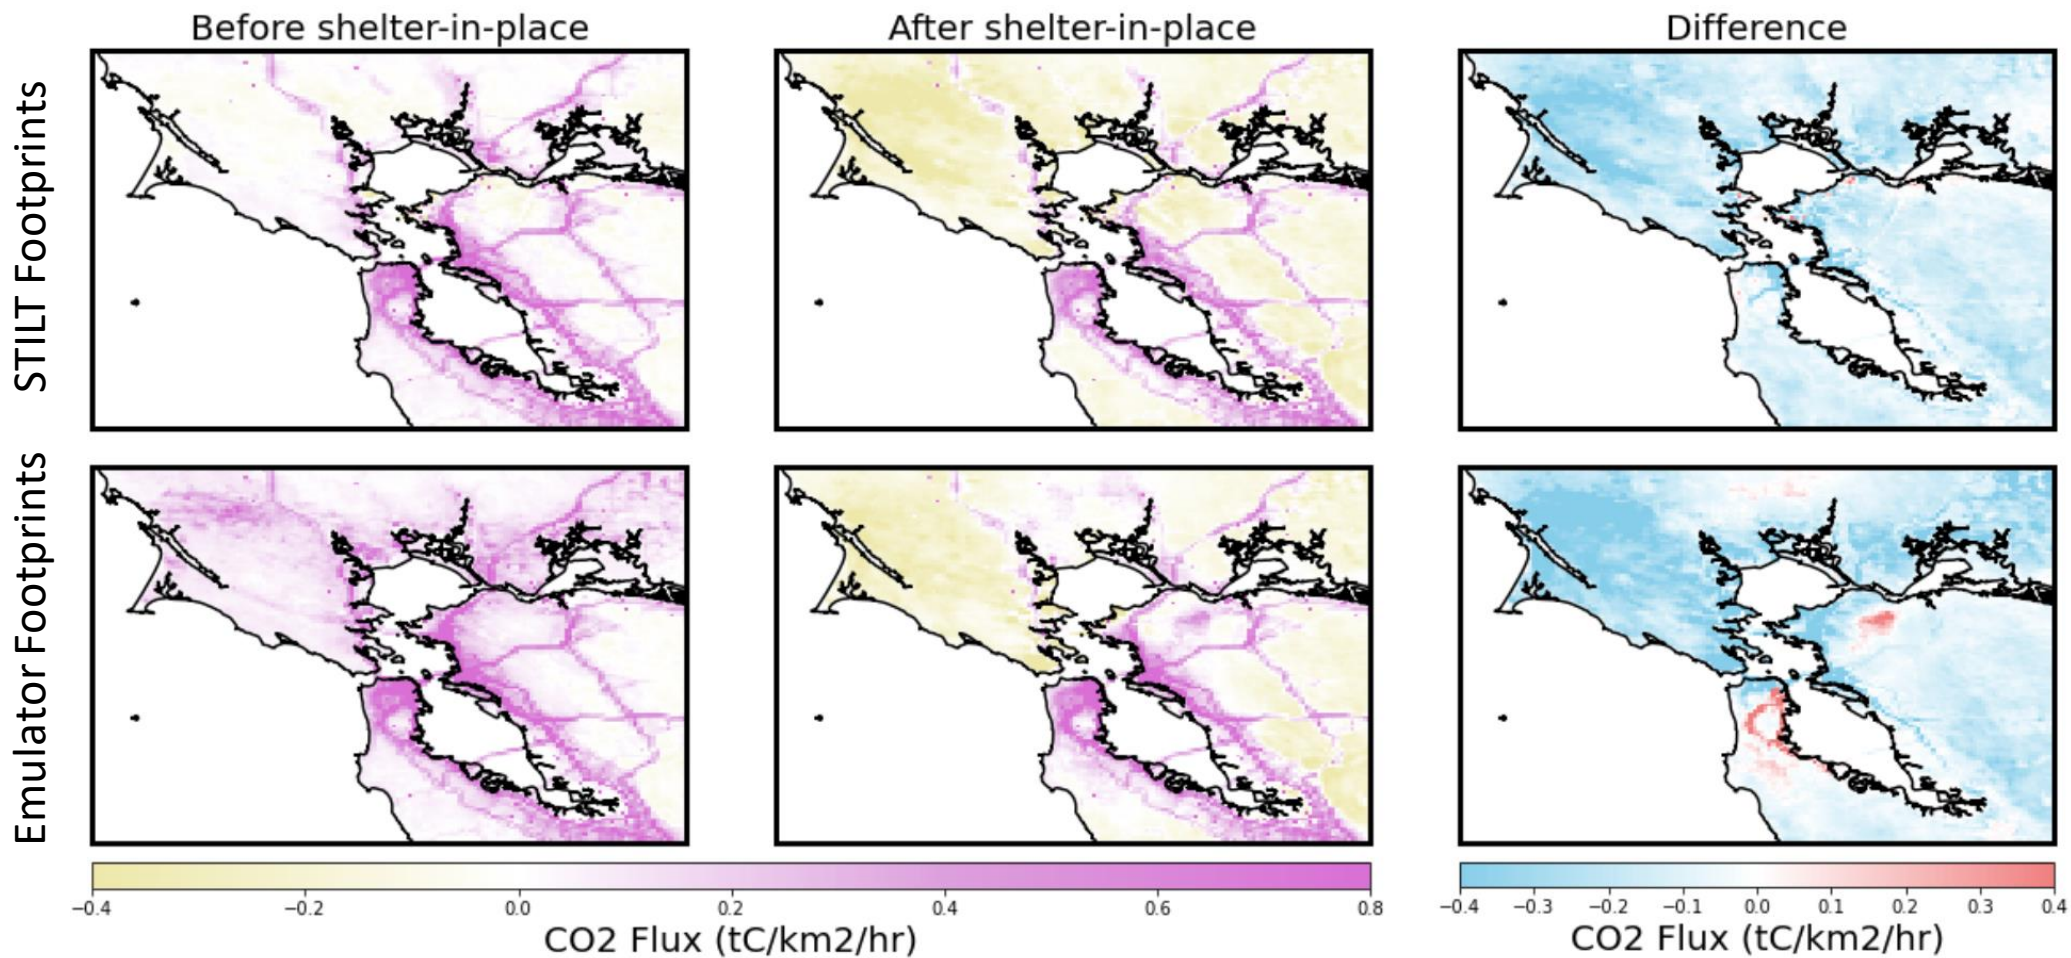 Before shelter-in-place
After shelter-in-place
Difference
STILT Footprints
Emulator Footprints
−0.4 −0.2 0.0 0.2 0.4 0.6 0.8
CO2 Flux (tC/km2/hr)
−0.4 −0.3 −0.2 −0.1 0.0 0.1 0.2 0.3 0.4
CO2 Flux (tC/km2/hr)